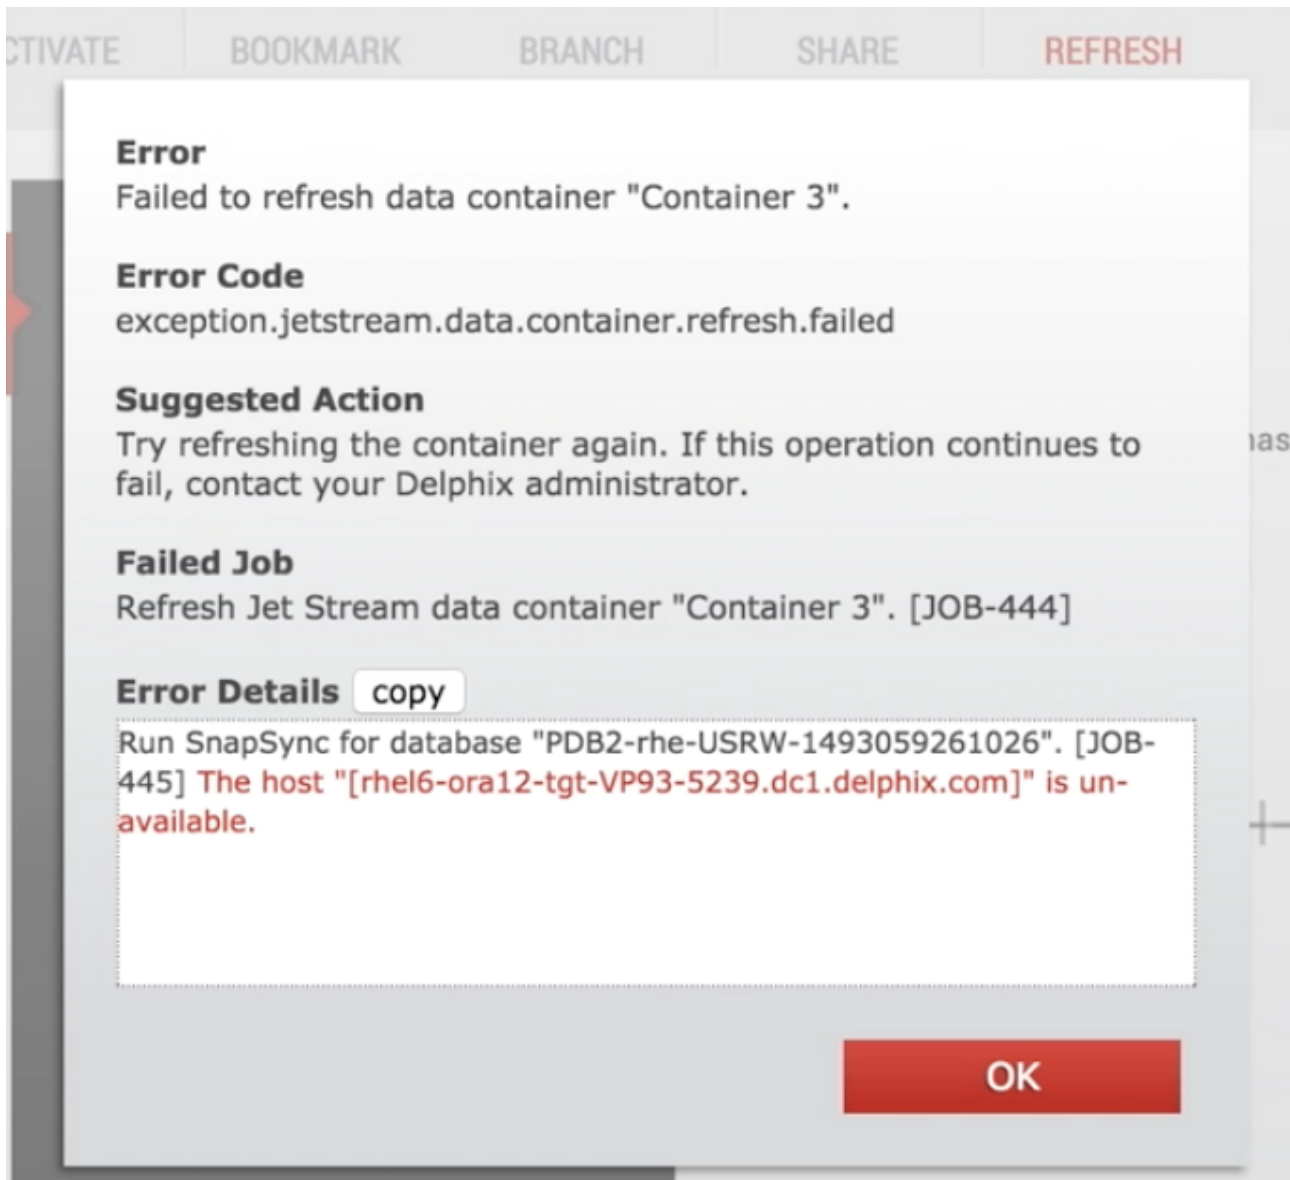 CTIVATE BOOKMARK BRANCH SHARE REFRESH
Error
Failed to refresh data container "Container 3".
Error Code
exception.jetstream.data.container.refresh.failed
Suggested Action
Try refreshing the container again. If this operation continues to
fail, contact your Delphix administrator.
Failed Job
Refresh Jet Stream data container "Container 3". [JOB-444]
Error Details copy
Run SnapSync for database "PDB2-rhe-USRW-1493059261026". [JOB-
445] The host "[rhel6-ora12-tgt-VP93-5239.dc1.delphix.com]" is un-
available.
OK